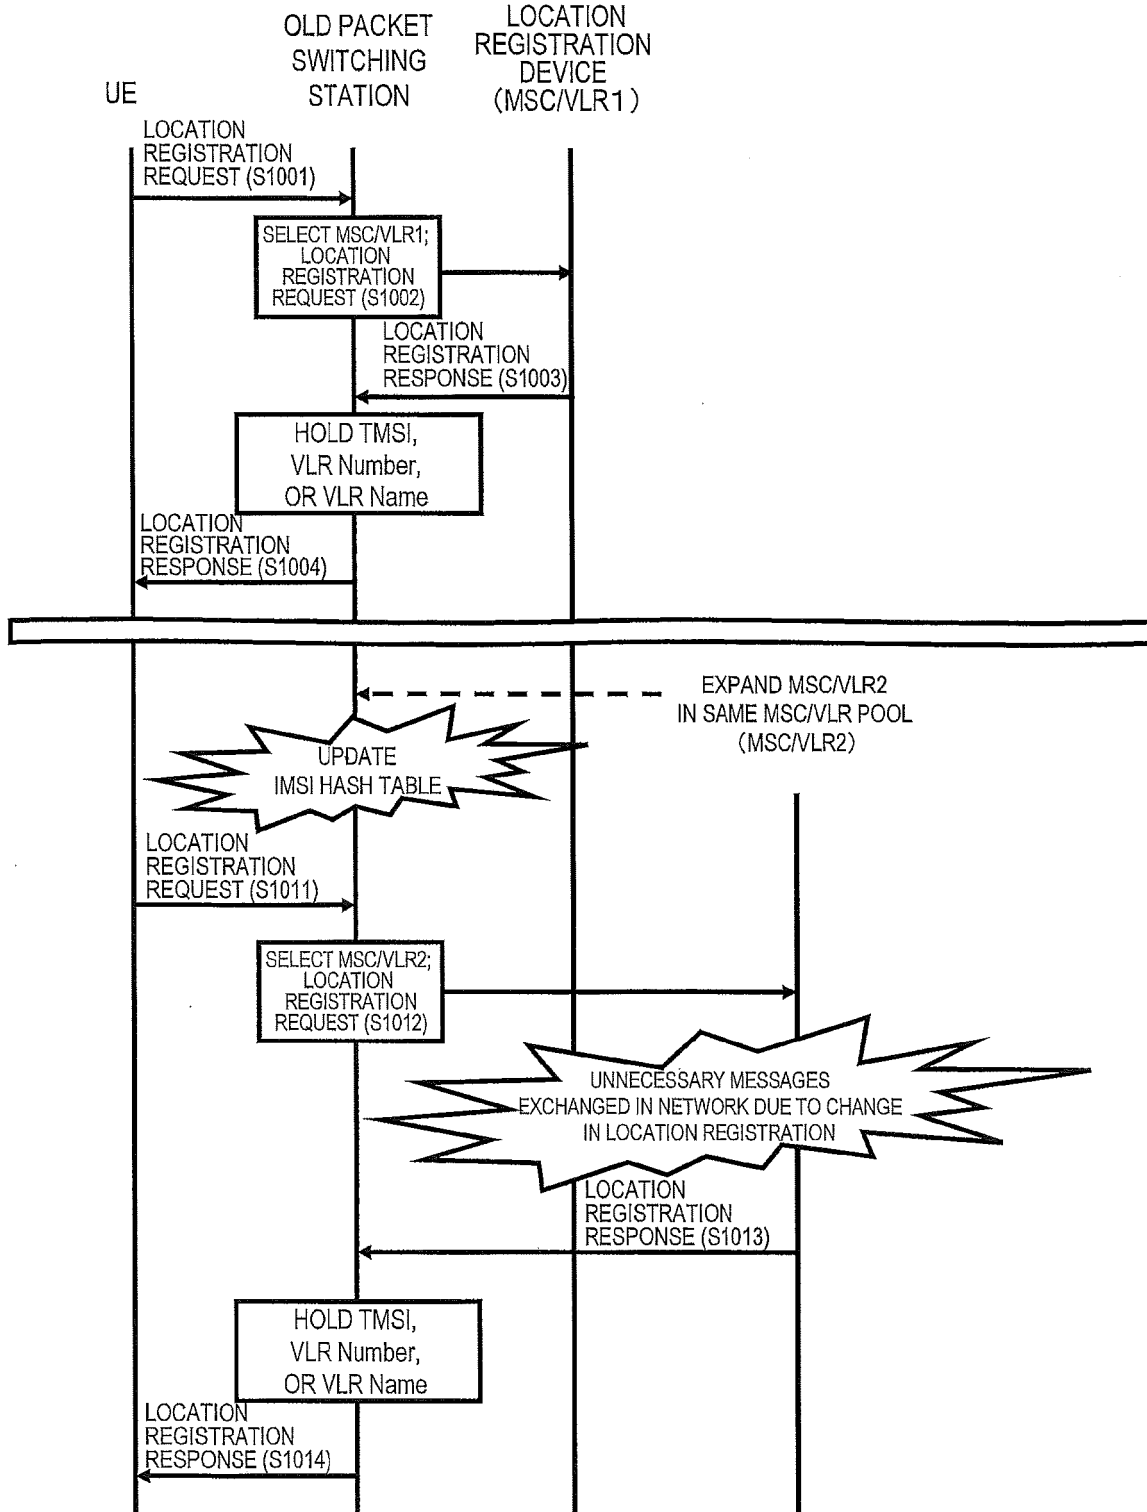 UE
OLD PACKET
SWITCHING
STATION
LOCATION
REGISTRATION
DEVICE
(MSC/VLR1)
LOCATION
REGISTRATION
REQUEST (S1001)
SELECT MSC/VLR1;
LOCATION
REGISTRATION
REQUEST (S1002)
LOCATION
REGISTRATION
RESPONSE (S1003)
HOLD TMSI,
VLR Number,
OR VLR Name
LOCATION
REGISTRATION
RESPONSE (S1004)
EXPAND MSC/VLR2
IN SAME MSC/VLR POOL
(MSC/VLR2)
UPDATE
IMSI HASH TABLE
LOCATION
REGISTRATION
REQUEST (S1011)
SELECT MSC/VLR2;
LOCATION
REGISTRATION
REQUEST (S1012)
UNNECESSARY MESSAGES
EXCHANGED IN NETWORK DUE TO CHANGE
IN LOCATION REGISTRATION
LOCATION
REGISTRATION
RESPONSE (S1013)
HOLD TMSI,
VLR Number,
OR VLR Name
LOCATION
REGISTRATION
RESPONSE (S1014)